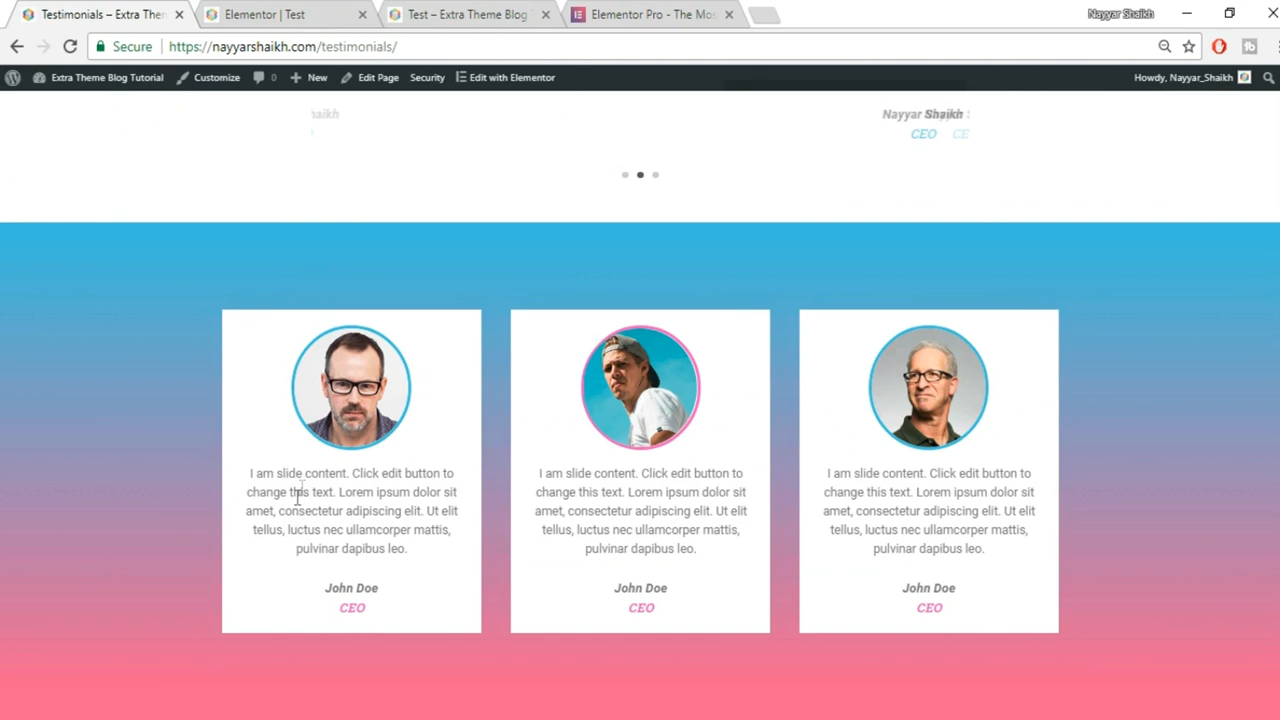 Testimonials – Extra Them
Elementor | Test
Test – Extra Theme Blog T
Elementor Pro - The Mos
Nayyar Shaikh
Secure
https://nayyarshaikh.com/testimonials/
Extra Theme Blog Tutorial
Customize
0
New
Edit Page
Security
Edit with Elementor
Howdy, Nayyar_Shaikh
haikh
Nayyar Shaikh
CEO
CE
I am slide content. Click edit button to
change this text. Lorem ipsum dolor sit
amet, consectetur adipiscing elit. Ut elit
tellus, luctus nec ullamcorper mattis,
pulvinar dapibus leo.
John Doe
CEO
I am slide content. Click edit button to
change this text. Lorem ipsum dolor sit
amet, consectetur adipiscing elit. Ut elit
tellus, luctus nec ullamcorper mattis,
pulvinar dapibus leo.
John Doe
CEO
I am slide content. Click edit button to
change this text. Lorem ipsum dolor sit
amet, consectetur adipiscing elit. Ut elit
tellus, luctus nec ullamcorper mattis,
pulvinar dapibus leo.
John Doe
CEO